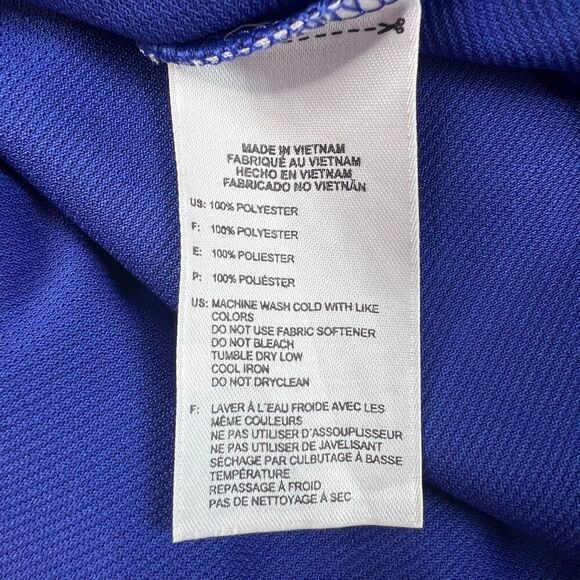 MADE IN VIETNAM
FABRIQUÉ AU VIETNAM
HECHO EN VIETNAM
FABRICADO NO VIETNÃN
US: 100% POLYESTER
F: 100% POLYESTER
E: 100% POLIESTER
P: 100% POLIÉSTER
US: MACHINE WASH COLD WITH LIKE
COLORS
DO NOT USE FABRIC SOFTENER
DO NOT BLEACH
TUMBLE DRY LOW
COOL IRON
DO NOT DRYCLEAN
F: LAVER À L'EAU FROIDE AVEC LES
MÊME COULEURS
NE PAS UTILISER D'ASSOUPLISSEUR
NE PAS UTILISER DE JAVELISANT
SÉCHAGE PAR CULBUTAGE À BASSE
TEMPÉRATURE
REPASSAGE À FROID
PAS DE NETTOYAGE À SEC